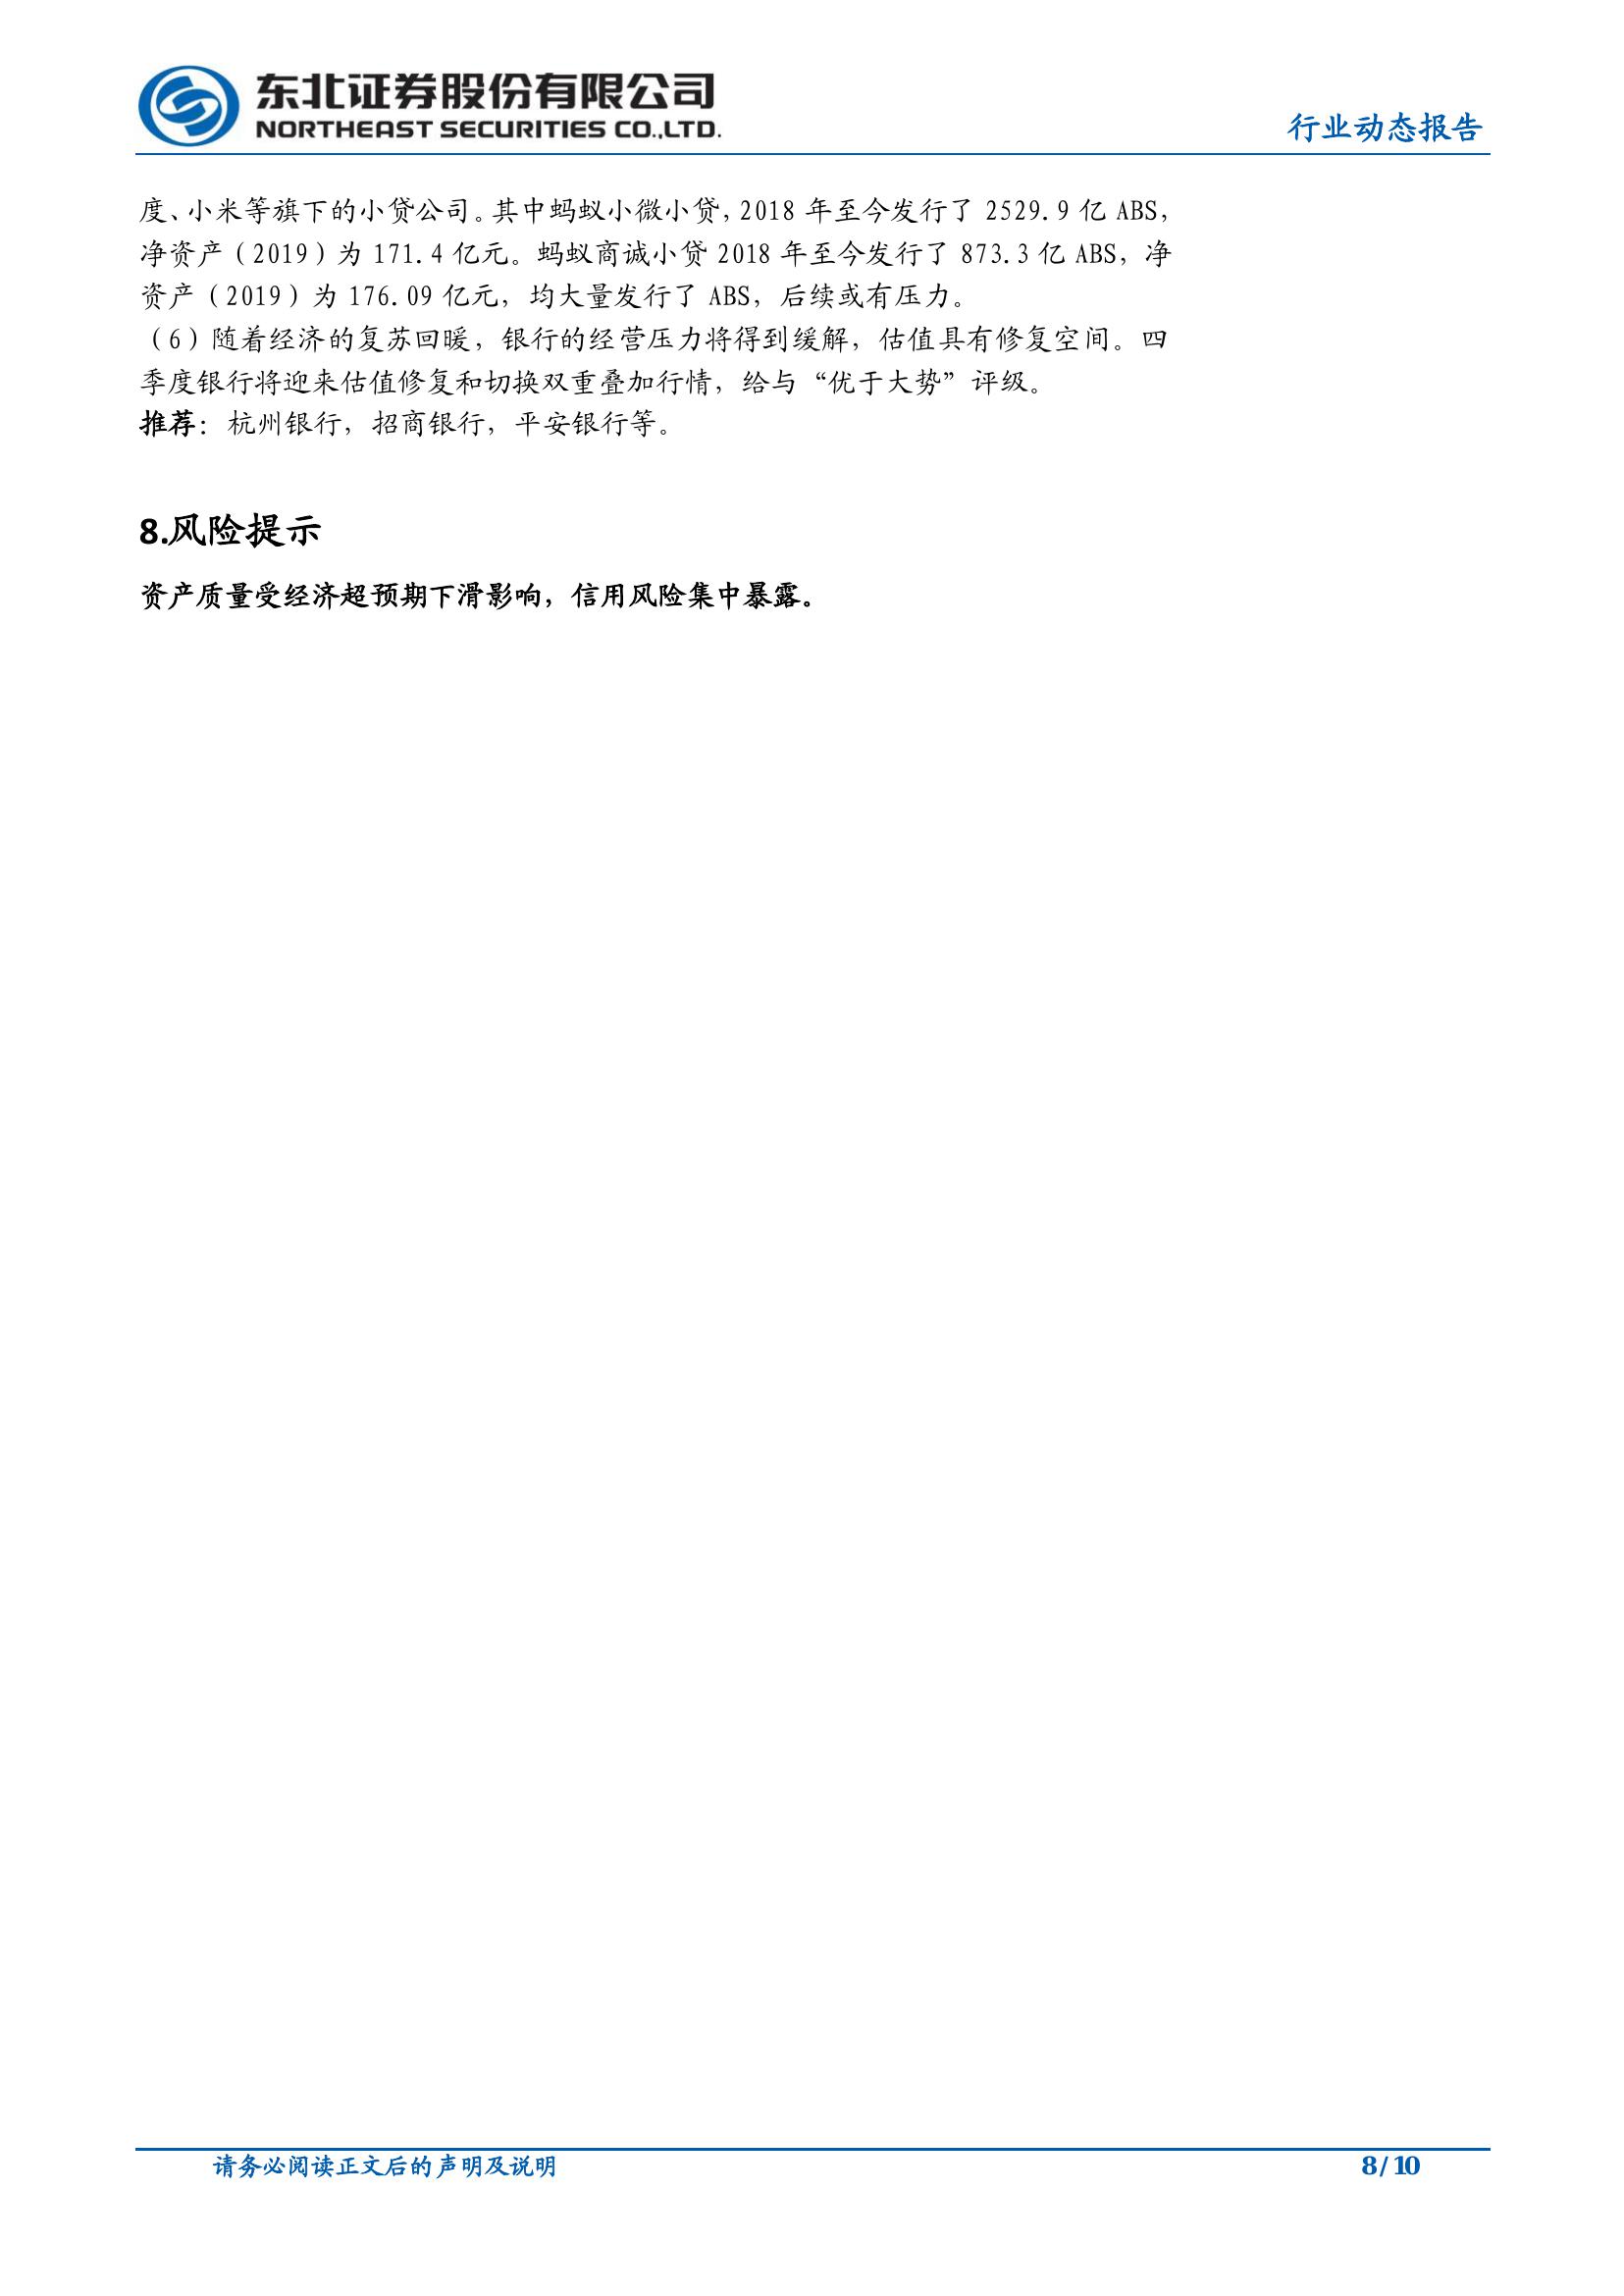 东北证券股份有限公司
NORTHEAST SECURITIES CO.,LTD.
行业动态报告
度、小米等旗下的小贷公司。其中蚂蚁小微小贷，2018 年至今发行了 2529.9 亿 ABS，
净资产（2019）为 171.4 亿元。蚂蚁商诚小贷 2018 年至今发行了 873.3 亿 ABS，净
资产（2019）为 176.09 亿元，均大量发行了 ABS，后续或有压力。
（6）随着经济的复苏回暖，银行的经营压力将得到缓解，估值具有修复空间。四
季度银行将迎来估值修复和切换双重叠加行情，给与“优于大势”评级。
推荐：杭州银行，招商银行，平安银行等。
8.风险提示
资产质量受经济超预期下滑影响，信用风险集中暴露。
请务必阅读正文后的声明及说明
8 / 10